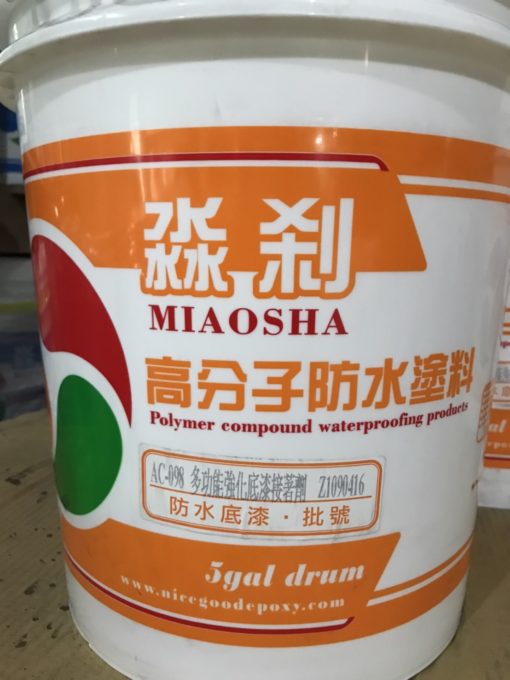 淼剎
MIAOSHA
高分子防水塗料
Polymer compound waterproofing products
AC-098 多功能強化底漆接著劑 Z1090416
防水底漆·批號
5gal drum
www.nicegoodepoxy.com